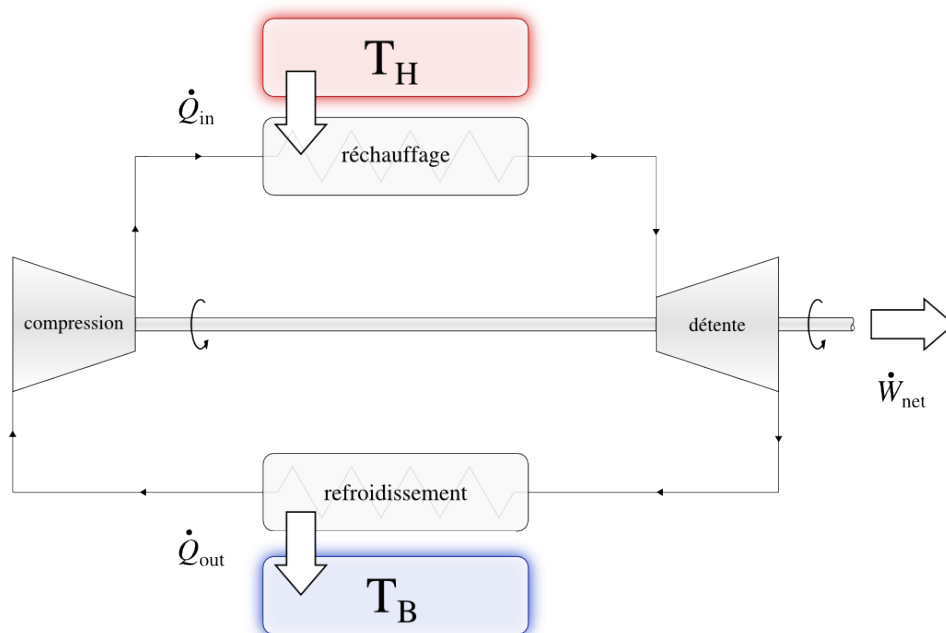 T_H
Q̇_in
réchauffage
compression
détente
Ẇ_net
refroidissement
Q̇_out
T_B